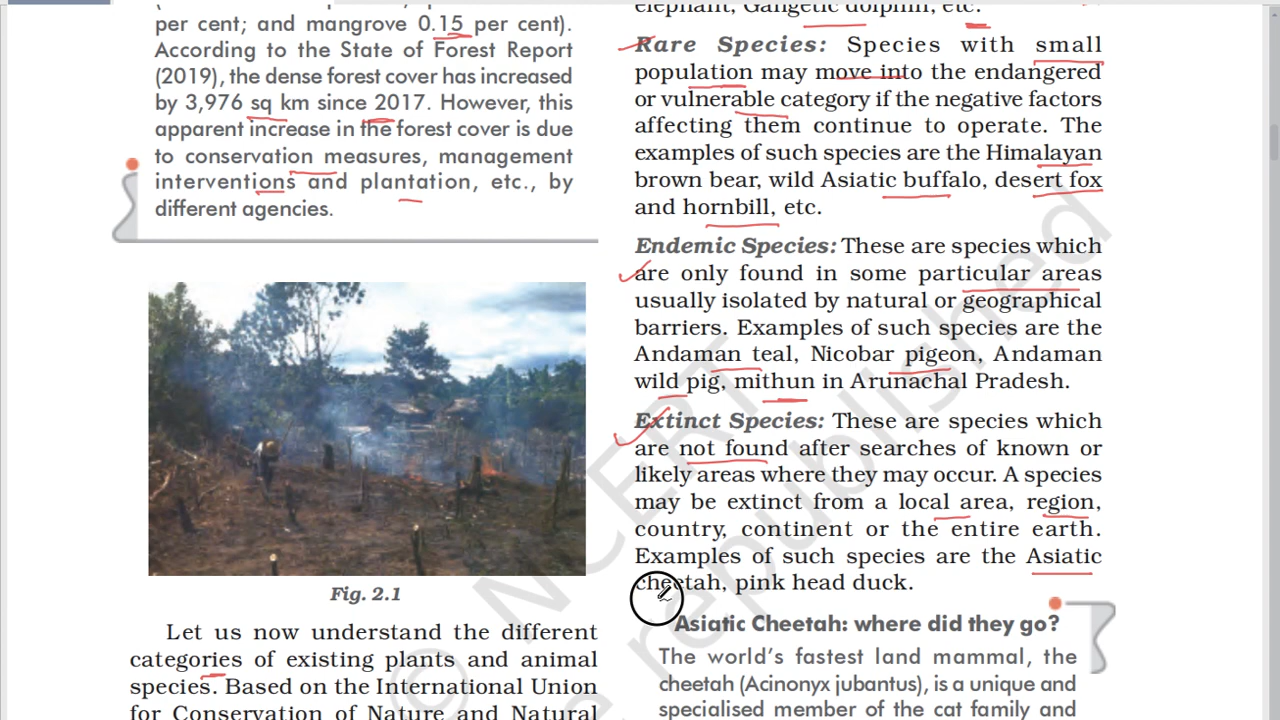 per cent; and mangrove 0.15 per cent).
According to the State of Forest Report
(2019), the dense forest cover has increased
by 3,976 sq km since 2017. However, this
apparent increase in the forest cover is due
to conservation measures, management
interventions and plantation, etc., by
different agencies.
Fig. 2.1
Let us now understand the different
categories of existing plants and animal
species. Based on the International Union
for Conservation of Nature and Natural
elephant, Gangetic dolphin, etc.
Rare Species: Species with small
population may move into the endangered
or vulnerable category if the negative factors
affecting them continue to operate. The
examples of such species are the Himalayan
brown bear, wild Asiatic buffalo, desert fox
and hornbill, etc.
Endemic Species: These are species which
are only found in some particular areas
usually isolated by natural or geographical
barriers. Examples of such species are the
Andaman teal, Nicobar pigeon, Andaman
wild pig, mithun in Arunachal Pradesh.
Extinct Species: These are species which
are not found after searches of known or
likely areas where they may occur. A species
may be extinct from a local area, region,
country, continent or the entire earth.
Examples of such species are the Asiatic
cheetah, pink head duck.
Asiatic Cheetah: where did they go?
The world's fastest land mammal, the
cheetah (Acinonyx jubantus), is a unique and
specialised member of the cat family and
© NCERT
republished